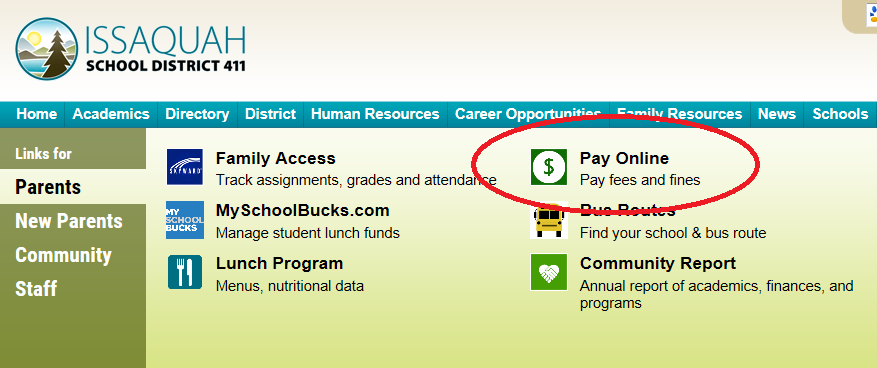 ISSAQUAH
SCHOOL DISTRICT 411
Home Academics Directory District Human Resources Career Opportunities Family Resources News Schools
Links for
Parents
New Parents
Community
Staff
SKYWARD
Family Access
Track assignments, grades and attendance
MY
SCHOOL
BUCKS
MySchoolBucks.com
Manage student lunch funds
Lunch Program
Menus, nutritional data
$
Pay Online
Pay fees and fines
Bus Routes
Find your school & bus route
Community Report
Annual report of academics, finances, and
programs